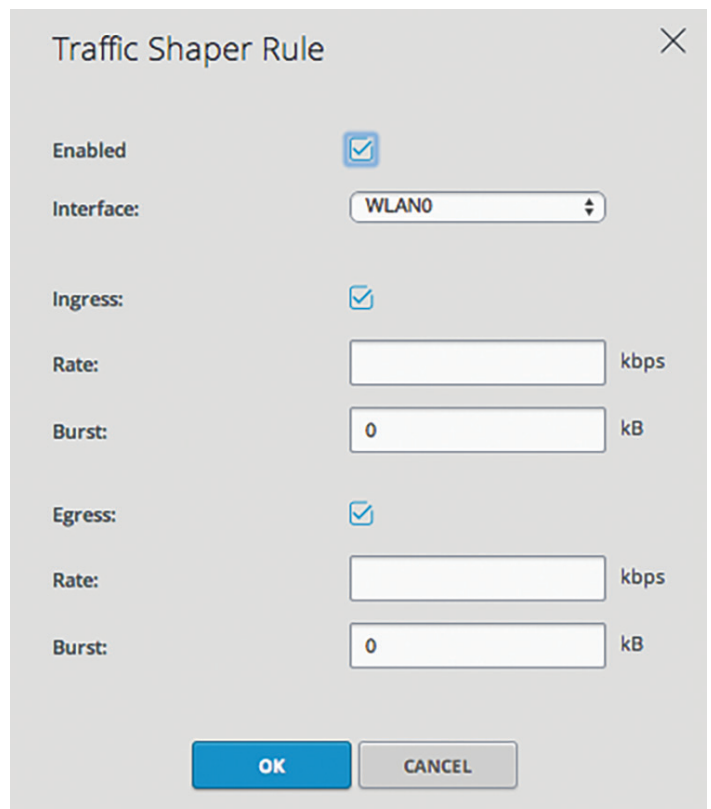 Traffic Shaper Rule
Enabled
Interface: WLAN0
Ingress:
Rate: kbps
Burst: 0 kB
Egress:
Rate: kbps
Burst: 0 kB
OK CANCEL